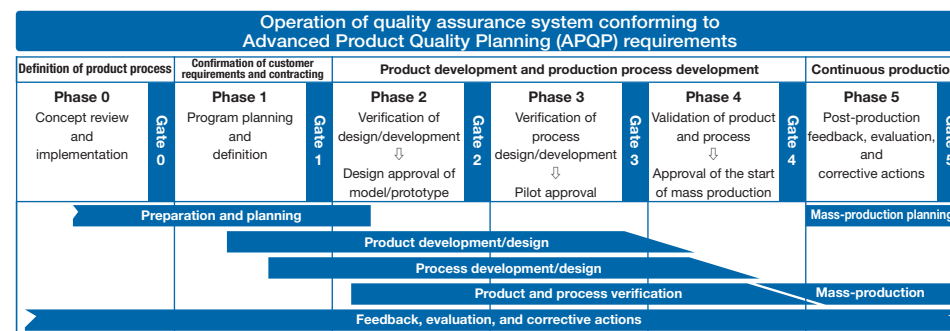 Operation of quality assurance system conforming to
Advanced Product Quality Planning (APQP) requirements
Definition of product process
Confirmation of customer
requirements and contracting
Product development and production process development
Continuous productio
Phase 0
Concept review
and
implementation
Gate 0
Phase 1
Program planning
and
definition
Gate 1
Phase 2
Verification of
design/development
⇩
Design approval of
model/prototype
Gate 2
Phase 3
Verification of
process
design/development
⇩
Pilot approval
Gate 3
Phase 4
Validation of product
and process
⇩
Approval of the start
of mass production
Gate 4
Phase 5
Post-production
feedback, evaluation,
and
corrective actions
Gate 5
Preparation and planning
Mass-production planning
Product development/design
Process development/design
Product and process verification
Mass-production
Feedback, evaluation, and corrective actions